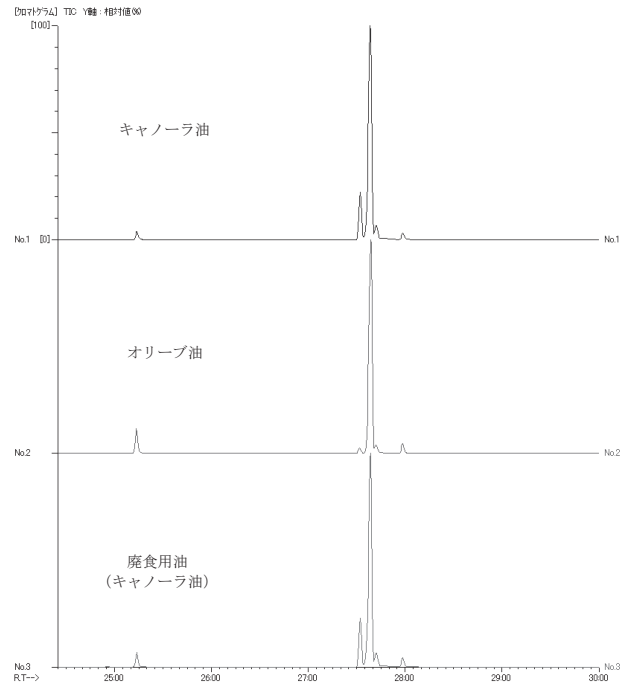 [クロマトグラム] TIC Y軸:相対値(%)
[100]
キャノーラ油
No.1 [0] No.1
オリーブ油
No.2 No.2
廃食用油
(キャノーラ油)
No.3 No.3
R.T--> 25:00 26:00 27:00 28:00 29:00 30:00